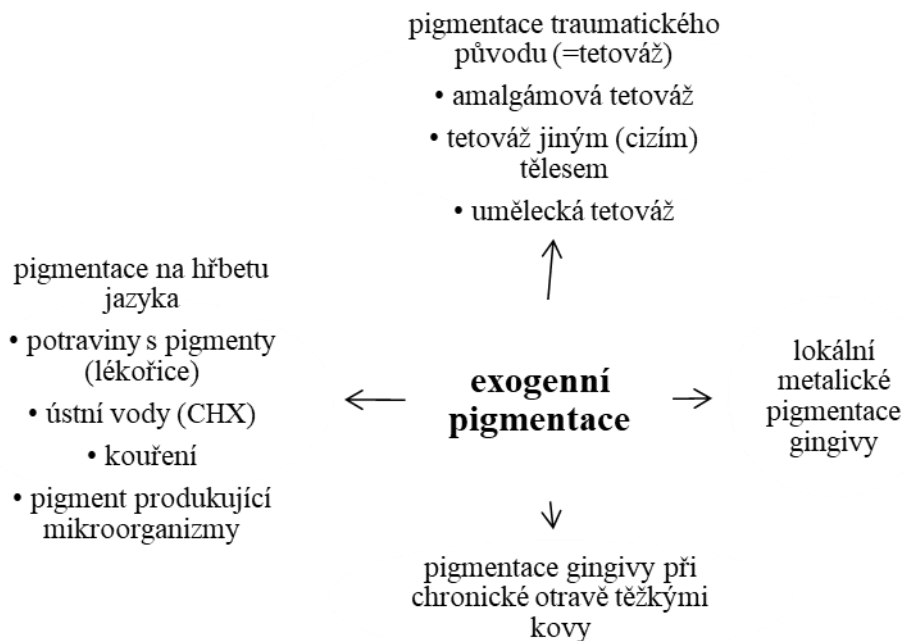 pigmentace traumatického
původu (=tetováž)
• amalgámová tetováž
• tetováž jiným (cizím)
tělesem
• umělecká tetováž
pigmentace na hřbetu
jazyka
• potraviny s pigmenty
(lékořice)
• ústní vody (CHX)
• kouření
• pigment produkující
mikroorganizmy
exogenní
pigmentace
lokální
metalické
pigmentace
gingivy
pigmentace gingivy při
chronické otravě těžkými
kovy